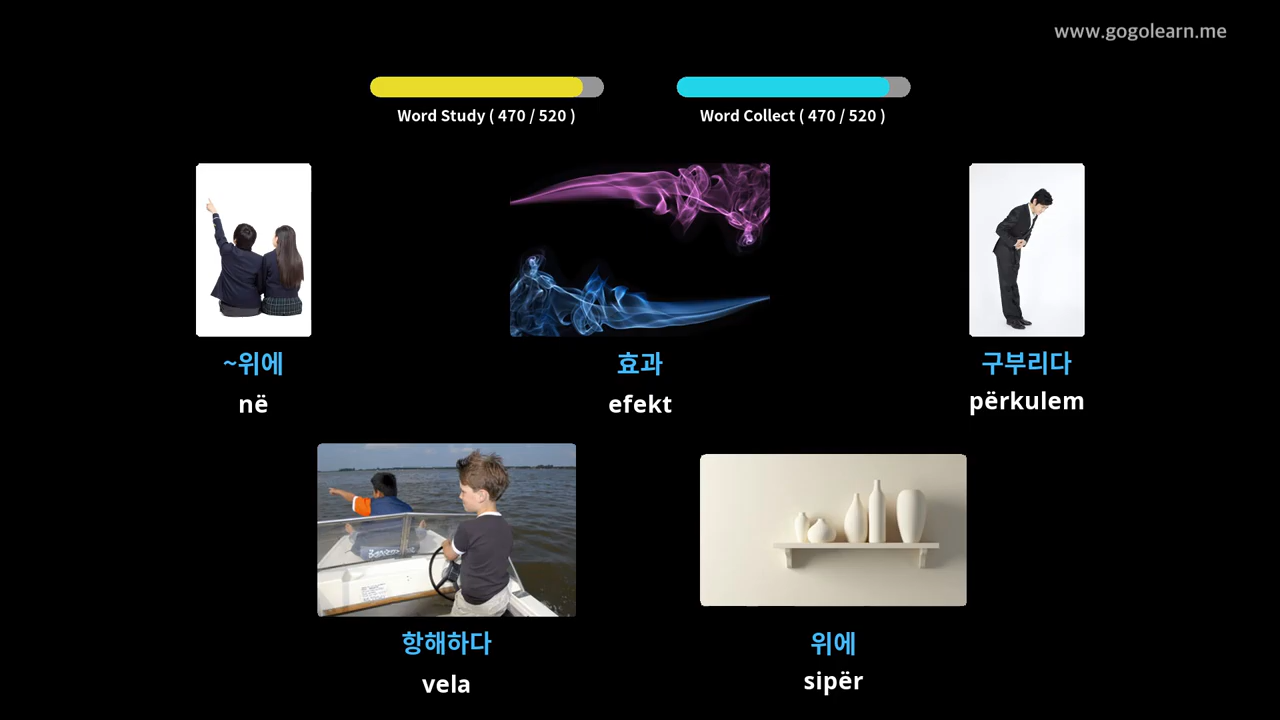 www.gogolearn.me
Word Study ( 470 / 520 )
Word Collect ( 470 / 520 )
~위에
në
효과
efekt
구부리다
përkulem
항해하다
vela
위에
sipër